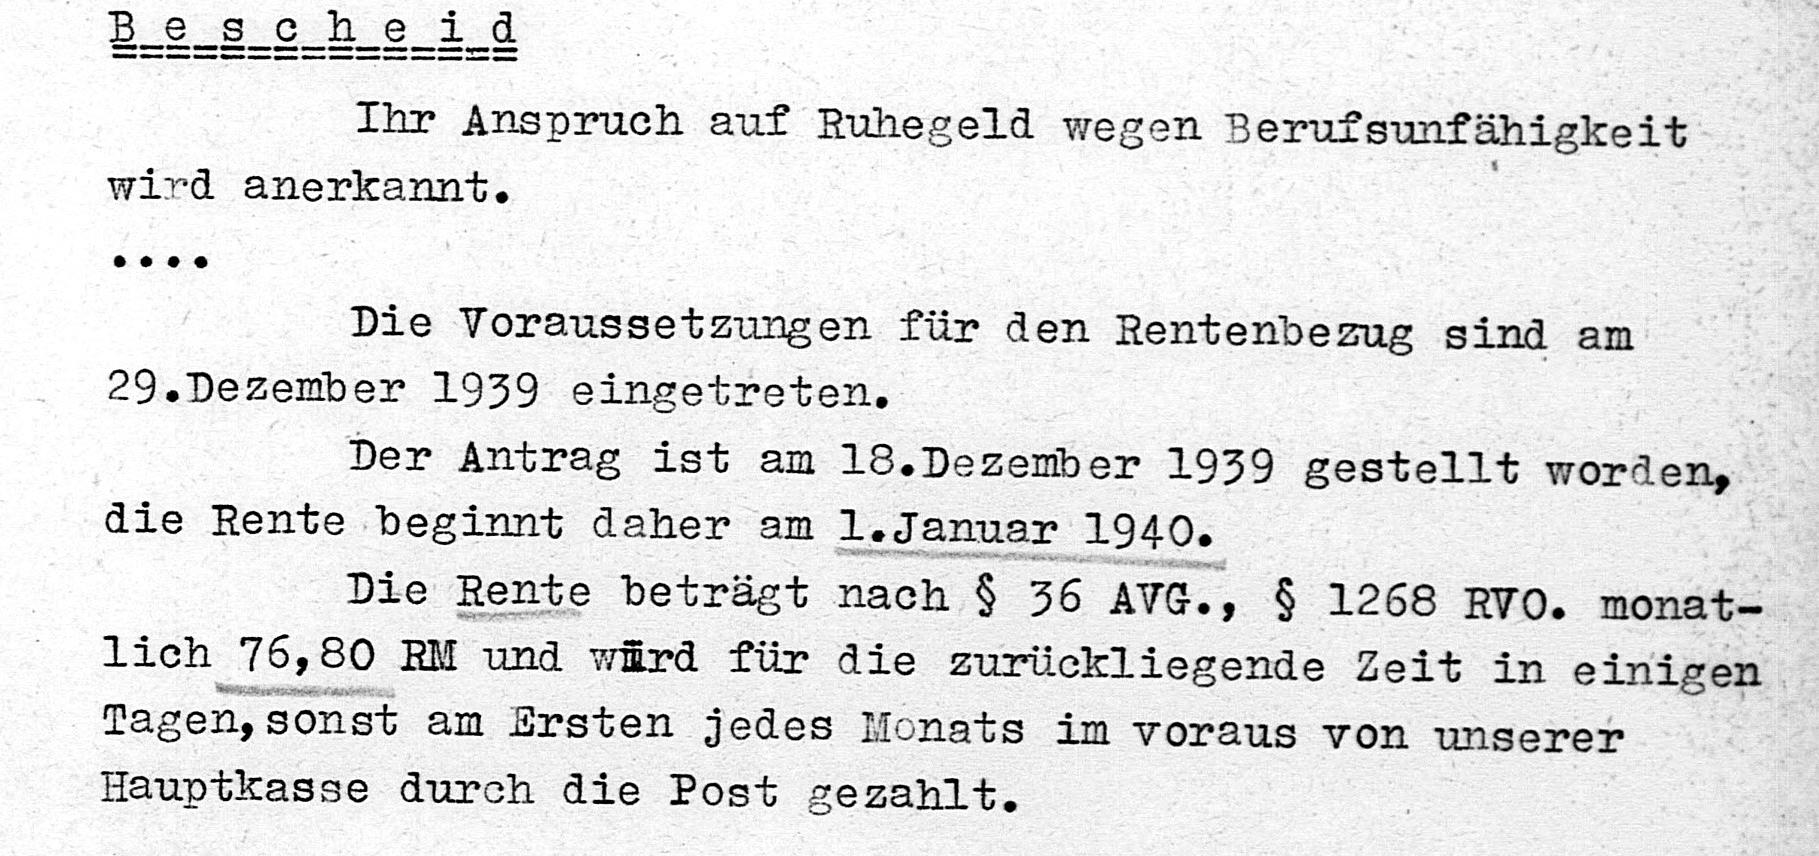 B e s c h e i d
Ihr Anspruch auf Ruhegeld wegen Berufsunfähigkeit
wird anerkannt.
....
Die Voraussetzungen für den Rentenbezug sind am
29.Dezember 1939 eingetreten.
Der Antrag ist am 18.Dezember 1939 gestellt worden,
die Rente beginnt daher am 1.Januar 1940.
Die Rente beträgt nach § 36 AVG., § 1268 RVO. monat-
lich 76,80 RM und wird für die zurückliegende Zeit in einigen
Tagen,sonst am Ersten jedes Monats im voraus von unserer
Hauptkasse durch die Post gezahlt.